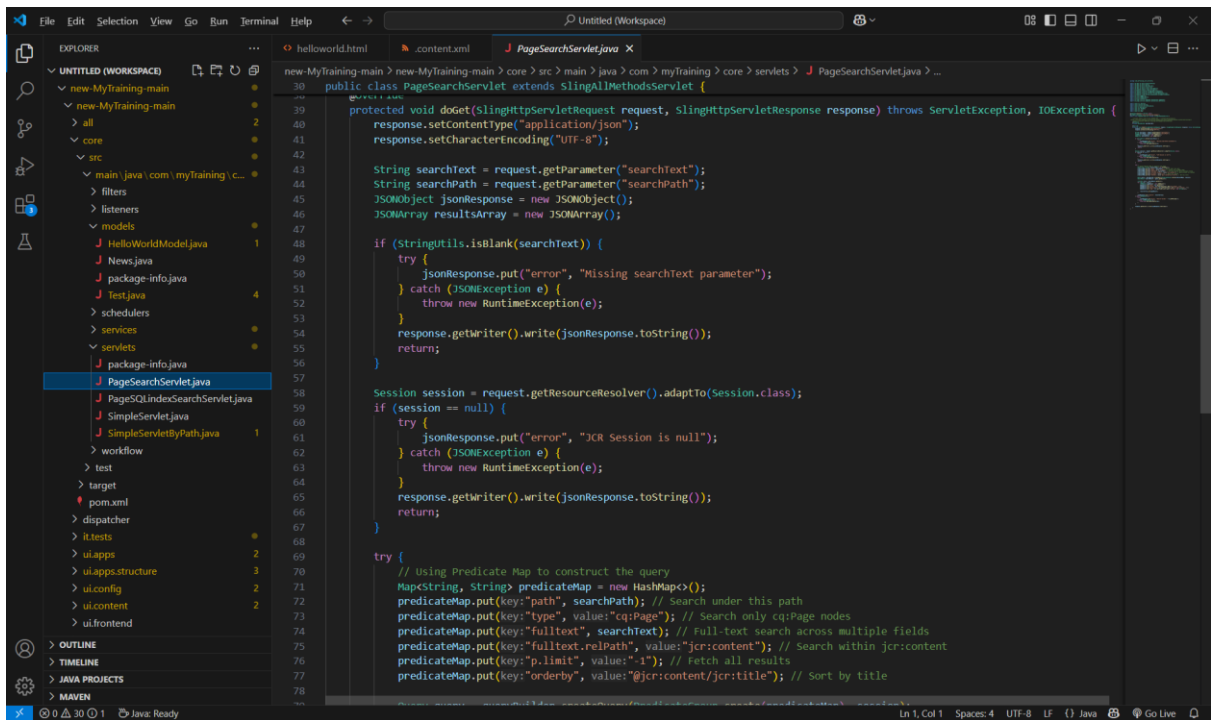 File Edit Selection View Go Run Terminal Help
Untitled (Workspace)
EXPLORER
UNTITLED (WORKSPACE)
new-MyTraining-main
new-MyTraining-main
all 2
core
src
main\java\com\myTraining\c...
filters
listeners
models
HelloWorldModel.java 1
News.java
package-info.java
Test.java 4
schedulers
services
servlets
package-info.java
PageSearchServlet.java
PageSQLindexSearchServlet.java
SimpleServlet.java
SimpleServletByPath.java 1
workflow
test
target
pom.xml
dispatcher
it.tests
ui.apps 2
ui.apps.structure 3
ui.config 2
ui.content 2
ui.frontend
OUTLINE
TIMELINE
JAVA PROJECTS
MAVEN
3
helloworld.html .content.xml PageSearchServlet.java
new-MyTraining-main > new-MyTraining-main > core > src > main > java > com > myTraining > core > servlets > PageSearchServlet.java > ...
30 public class PageSearchServlet extends SlingAllMethodsServlet {
39 protected void doGet(SlingHttpServletRequest request, SlingHttpServletResponse response) throws ServletException, IOException {
40 response.setContentType("application/json");
41 response.setCharacterEncoding("UTF-8");
42
43 String searchText = request.getParameter("searchText");
44 String searchPath = request.getParameter("searchPath");
45 JSONObject jsonResponse = new JSONObject();
46 JSONArray resultsArray = new JSONArray();
47
48 if (StringUtils.isBlank(searchText)) {
49 try {
50 jsonResponse.put("error", "Missing searchText parameter");
51 } catch (JSONException e) {
52 throw new RuntimeException(e);
53 }
54 response.getWriter().write(jsonResponse.toString());
55 return;
56 }
57
58 Session session = request.getResourceResolver().adaptTo(Session.class);
59 if (session == null) {
60 try {
61 jsonResponse.put("error", "JCR Session is null");
62 } catch (JSONException e) {
63 throw new RuntimeException(e);
64 }
65 response.getWriter().write(jsonResponse.toString());
66 return;
67 }
68
69 try {
70 // Using Predicate Map to construct the query
71 Map<String, String> predicateMap = new HashMap<>();
72 predicateMap.put(key:"path", searchPath); // Search under this path
73 predicateMap.put(key:"type", value:"cq:Page"); // Search only cq:Page nodes
74 predicateMap.put(key:"fulltext", searchText); // Full-text search across multiple fields
75 predicateMap.put(key:"fulltext.relPath", value:"jcr:content"); // Search within jcr:content
76 predicateMap.put(key:"p.limit", value:"-1"); // Fetch all results
77 predicateMap.put(key:"orderby", value:"@jcr:content/jcr:title"); // Sort by title
78
0 30 1 Java: Ready Ln 1, Col 1 Spaces: 4 UTF-8 LF {} Java Go Live